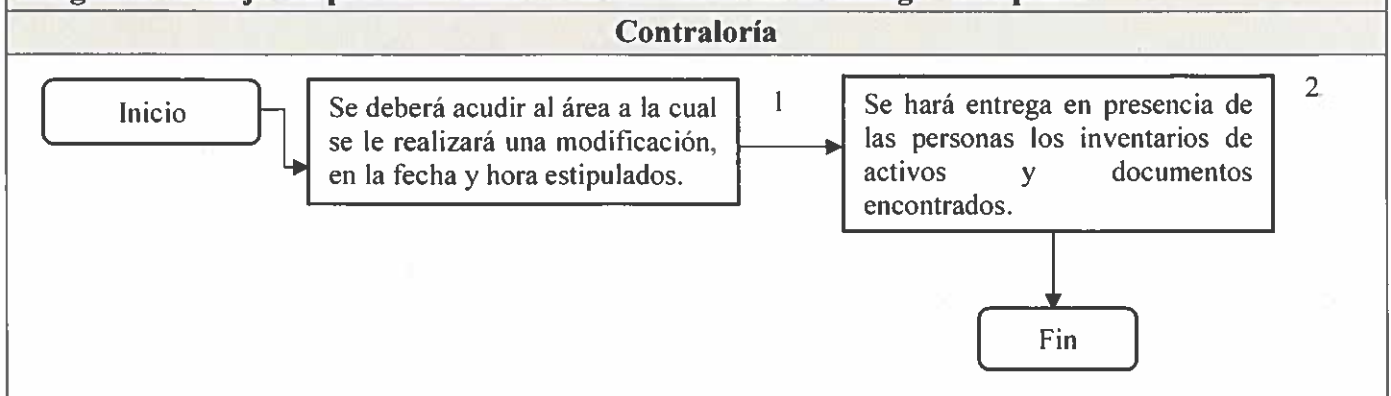 Contraloría
Inicio
Se deberá acudir al área a la cual
se le realizará una modificación,
en la fecha y hora estipulados.
1
Se hará entrega en presencia de
las personas los inventarios de
activos y documentos
encontrados.
2
Fin